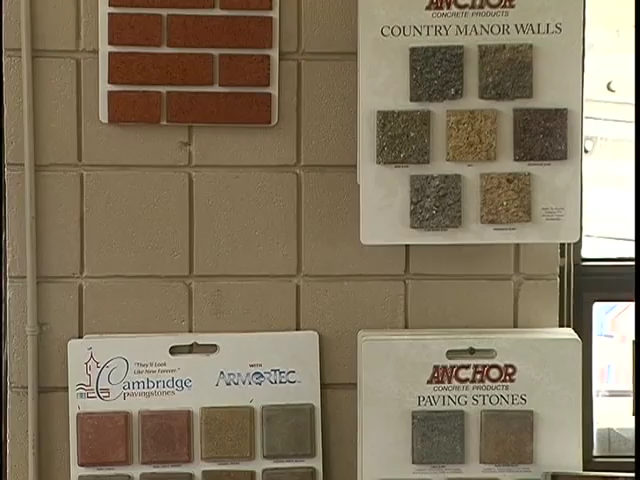 ANCHOR
CONCRETE PRODUCTS
COUNTRY MANOR WALLS
"They'll Look
Like New Forever."
Cambridge
pavingstones
WITH
ARMORTEC
ANCHOR
CONCRETE PRODUCTS
PAVING STONES